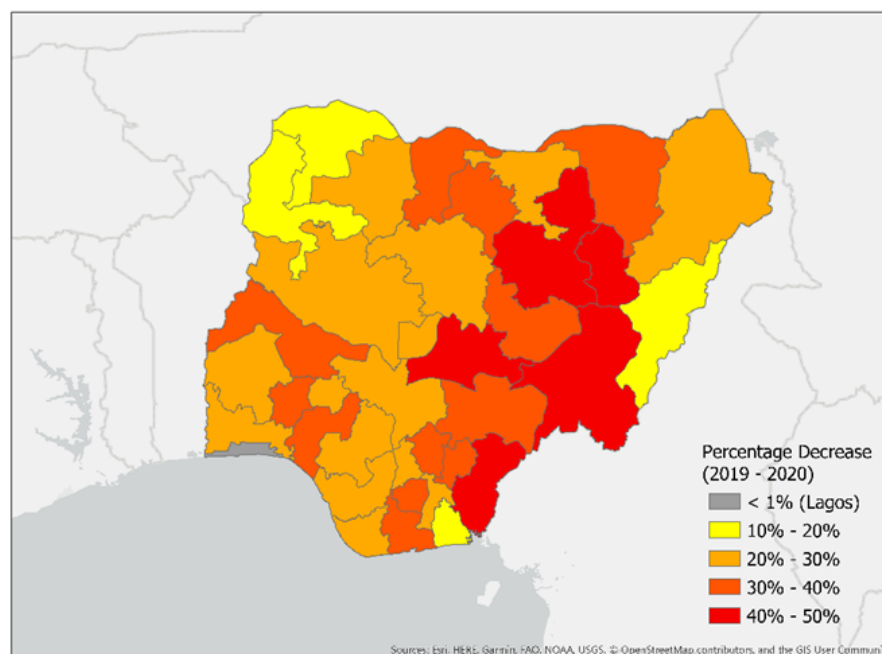 Percentage Decrease
(2019 - 2020)
< 1% (Lagos)
10% - 20%
20% - 30%
30% - 40%
40% - 50%
Sources: Esri, HERE, Garmin, FAO, NOAA, USGS, © OpenStreetMap contributors, and the GIS User Communi